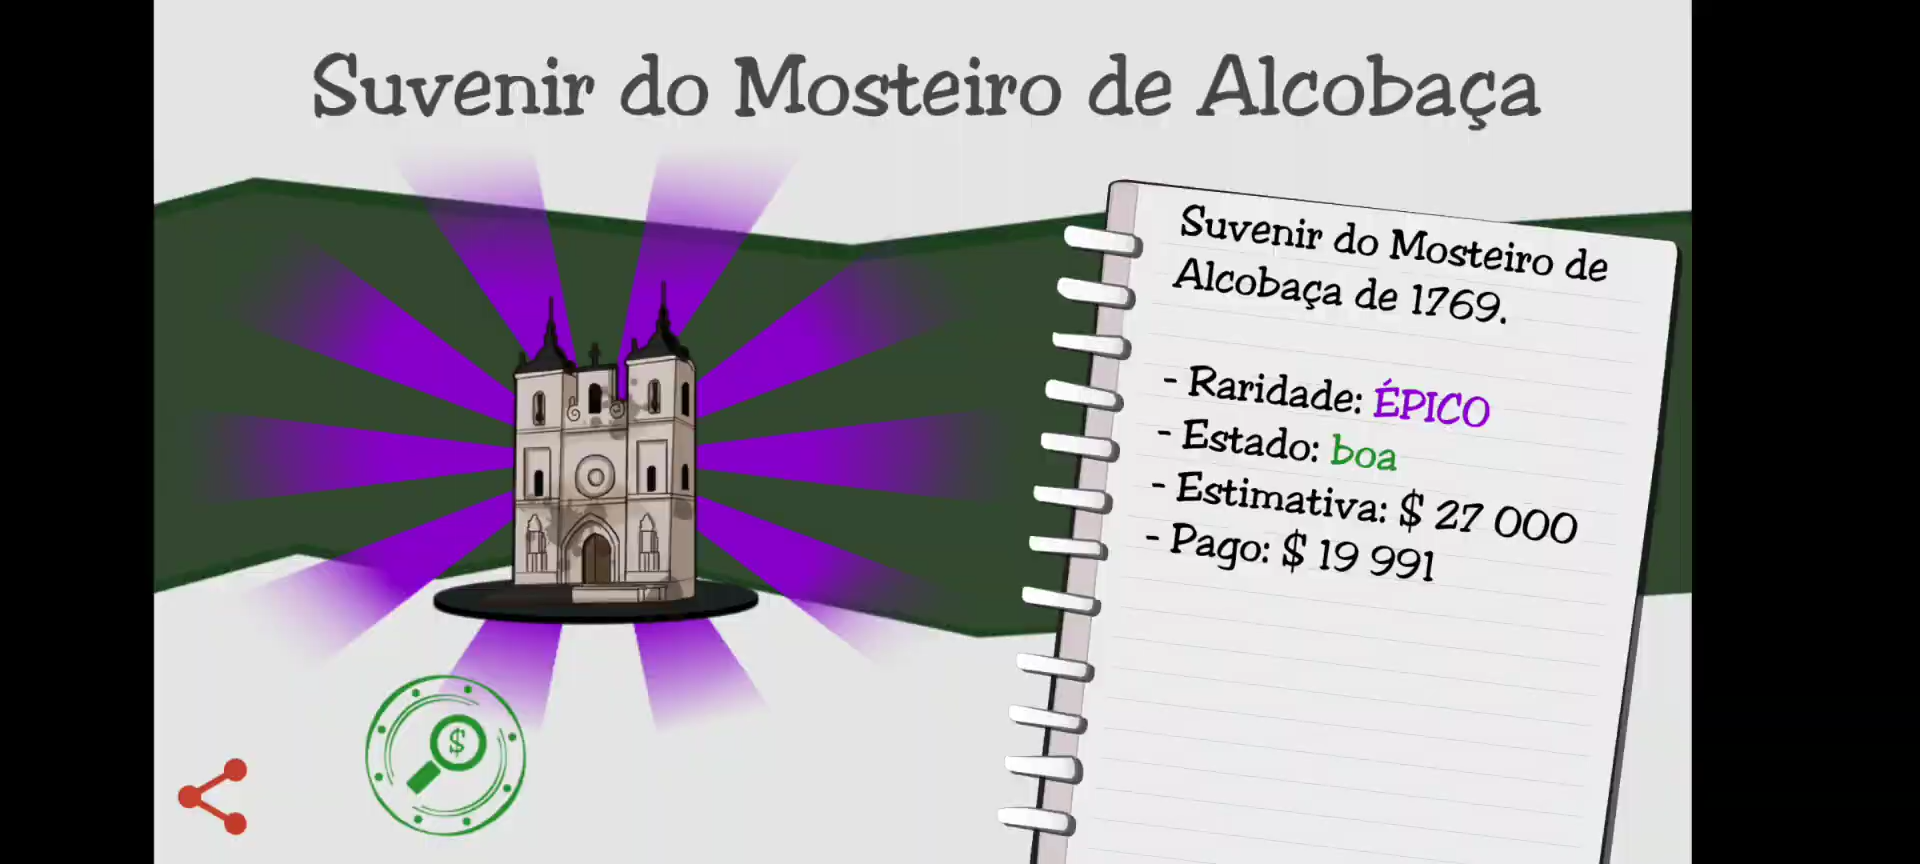 Suvenir do Mosteiro de Alcobaça
Suvenir do Mosteiro de
Alcobaça de 1769.
- Raridade: ÉPICO
- Estado: boa
- Estimativa: $ 27 000
- Pago: $ 19 991
$